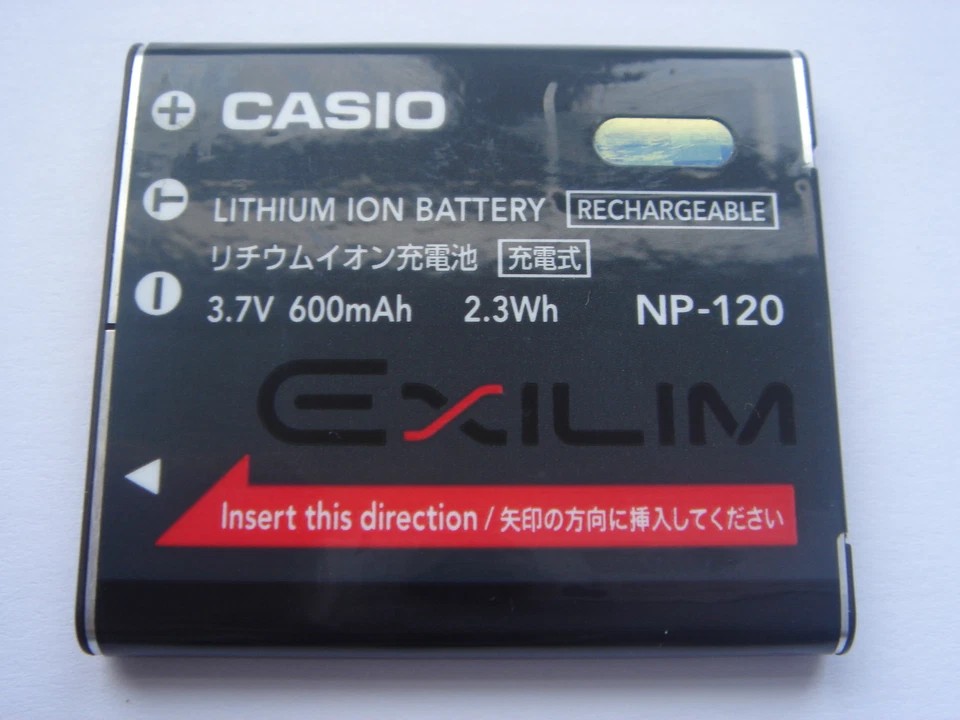 + CASIO
T LITHIUM ION BATTERY RECHARGEABLE
リチウムイオン充電池 充電式
− 3.7V 600mAh 2.3Wh NP-120
EXILIM
Insert this direction / 矢印の方向に挿入してください